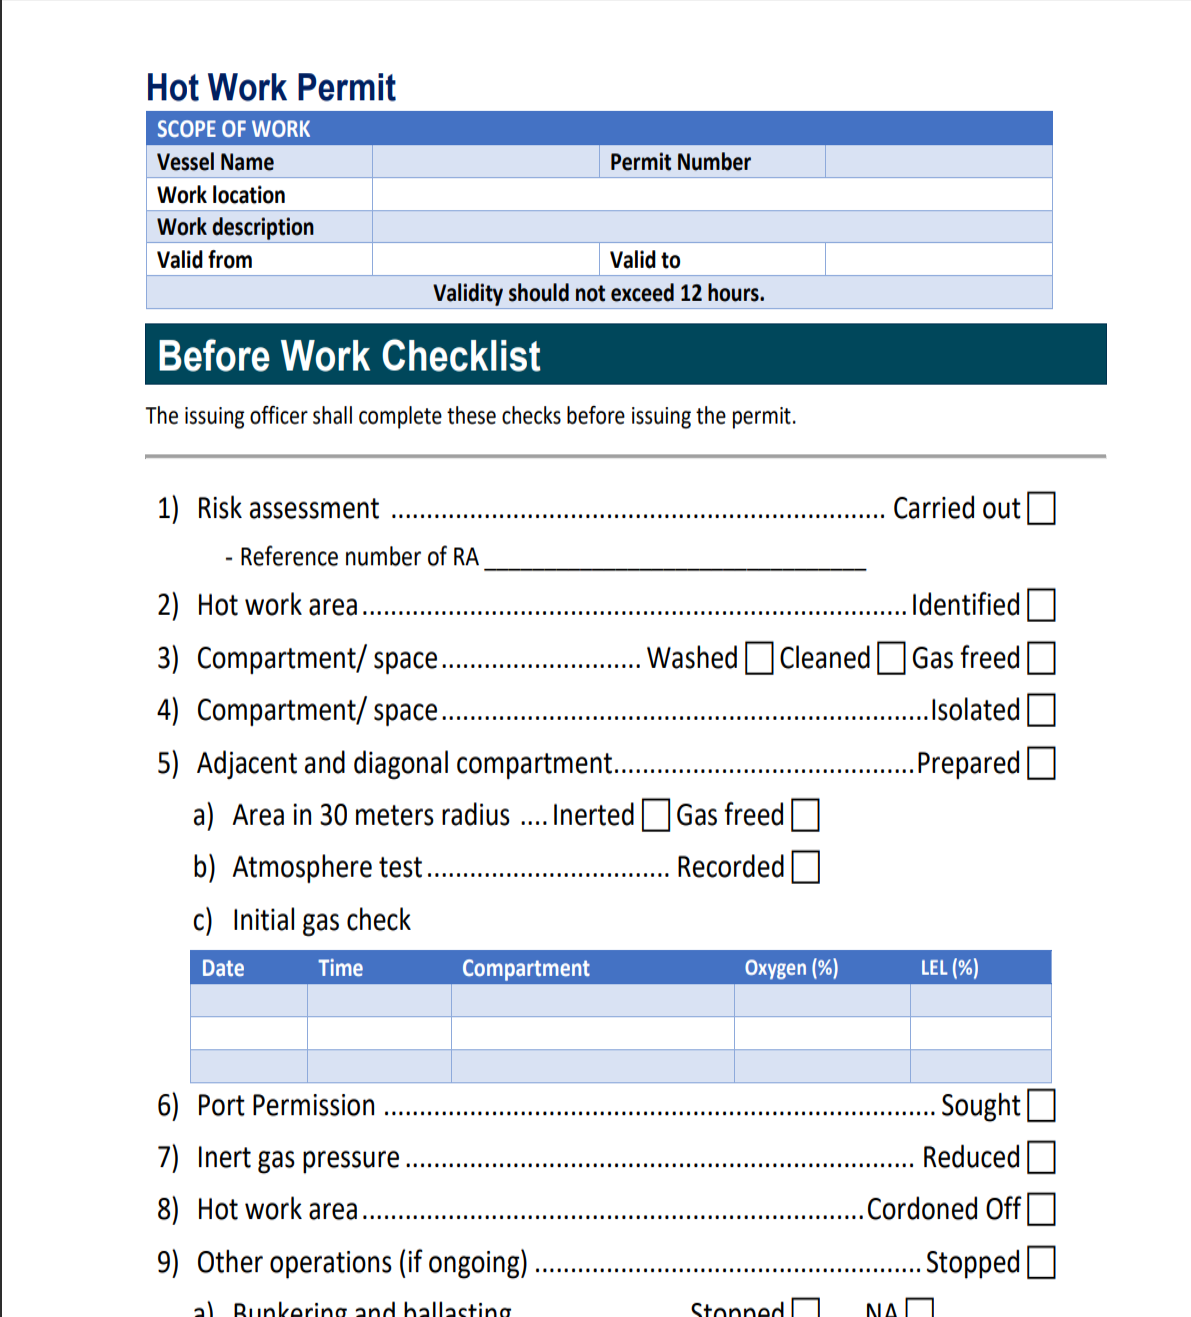 Hot Work Permit
SCOPE OF WORK
Vessel Name Permit Number
Work location
Work description
Valid from Valid to
Validity should not exceed 12 hours.
Before Work Checklist
The issuing officer shall complete these checks before issuing the permit.
1) Risk assessment ..................................................................... Carried out
- Reference number of RA ________________________________
2) Hot work area............................................................................ Identified
3) Compartment/ space............................ Washed Cleaned Gas freed
4) Compartment/ space....................................................................Isolated
5) Adjacent and diagonal compartment..........................................Prepared
a) Area in 30 meters radius .... Inerted Gas freed
b) Atmosphere test.................................. Recorded
c) Initial gas check
Date Time Compartment Oxygen (%) LEL (%)
6) Port Permission ............................................................................. Sought
7) Inert gas pressure....................................................................... Reduced
8) Hot work area......................................................................Cordoned Off
9) Other operations (if ongoing) ...................................................... Stopped
a) Bunkering and ballasting Stopped NA